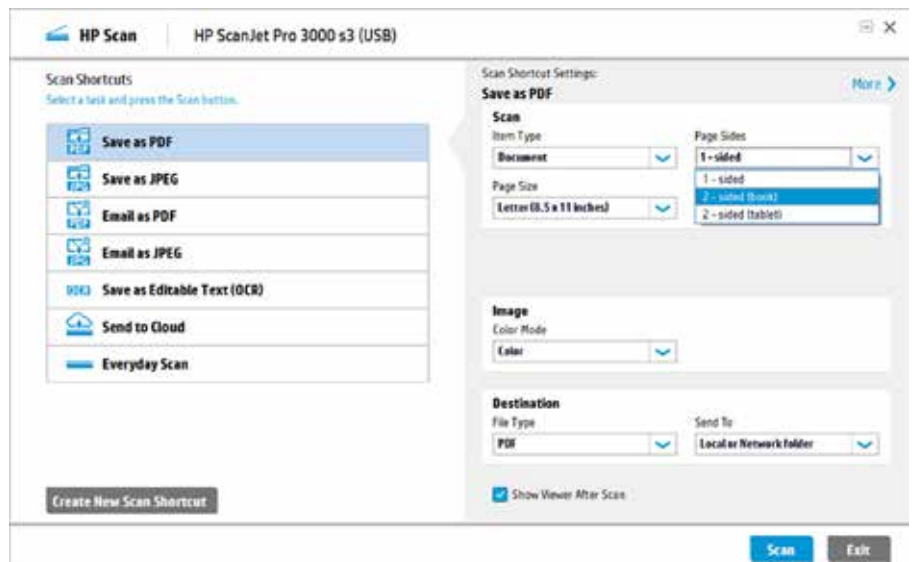 HP Scan
HP ScanJet Pro 3000 s3 (USB)
Scan Shortcuts
Select a task and press the Scan button.
Save as PDF
Save as JPEG
Email as PDF
Email as JPEG
Save as Editable Text (OCR)
Send to Cloud
Everyday Scan
Create New Scan Shortcut
Scan Shortcut Settings:
Save as PDF
More
Scan
Item Type
Document
Page Sides
1 - sided
1 - sided
2 - sided (book)
2 - sided (tablet)
Page Size
Letter (8.5 x 11 inches)
Image
Color Mode
Color
Destination
File Type
PDF
Send To
Local or Network folder
Show Viewer After Scan
Scan
Exit